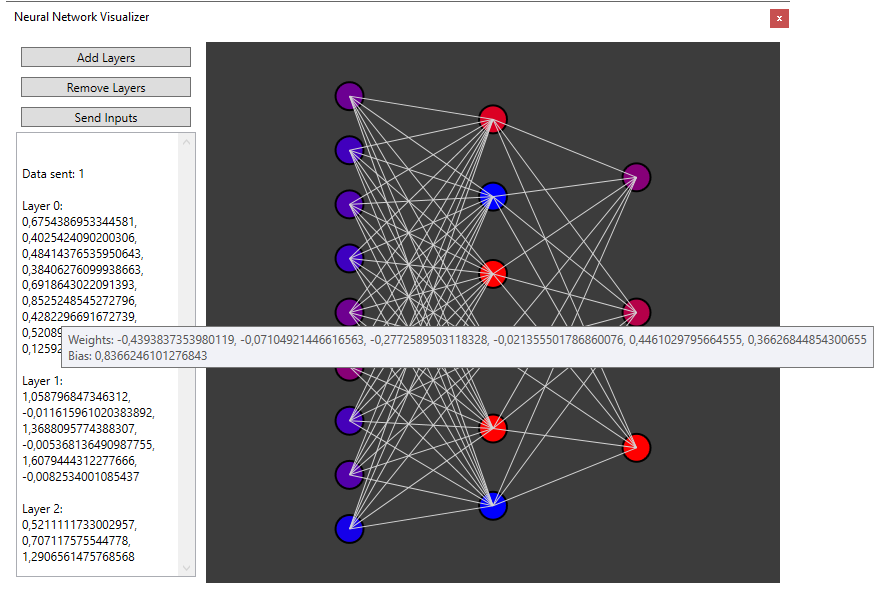 Neural Network Visualizer
x
Add Layers
Remove Layers
Send Inputs
Data sent: 1
Layer 0:
0,6754386953344581,
0,4025424090200306,
0,48414376535950643,
0,38406276099938663,
0,6918643022091393,
0,8525248545272796,
0,4282296691672739,
0,5208
0,1259
Weights: -0,4393837353980119, -0,07104921446616563, -0,2772589503118328, -0,021355501786860076, 0,4461029795664555, 0,36626844854300655
Bias: 0,8366246101276843
Layer 1:
1,058796847346312,
-0,011615961020383892,
1,3688095774388307,
-0,005368136490987755,
1,6079444312277666,
-0,0082534001085437
Layer 2:
0,5211111733002957,
0,707117575544778,
1,2906561475768568